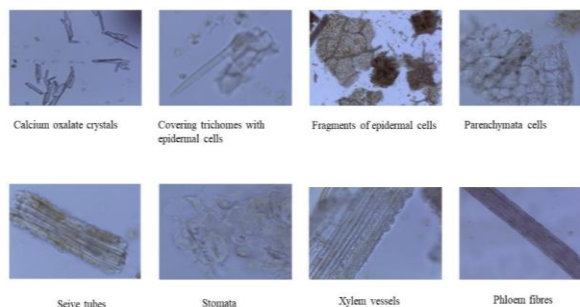 Calcium oxalate crystals
Covering trichomes with
epidermal cells
Fragments of epidermal cells
Parenchymata cells
Seive tubes
Stomata
Xylem vessels
Phloem fibres